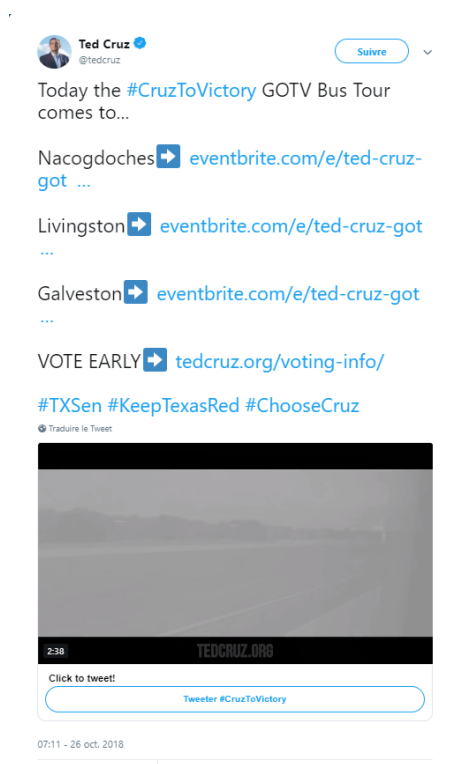 Ted Cruz
@tedcruz
Suivre
Today the #CruzToVictory GOTV Bus Tour
comes to...
Nacogdoches➡ eventbrite.com/e/ted-cruz-
got …
Livingston➡ eventbrite.com/e/ted-cruz-got
…
Galveston➡ eventbrite.com/e/ted-cruz-got
…
VOTE EARLY➡ tedcruz.org/voting-info/
#TXSen #KeepTexasRed #ChooseCruz
Traduire le Tweet
2:38
TEDCRUZ.ORG
Click to tweet!
Tweeter #CruzToVictory
07:11 - 26 oct. 2018